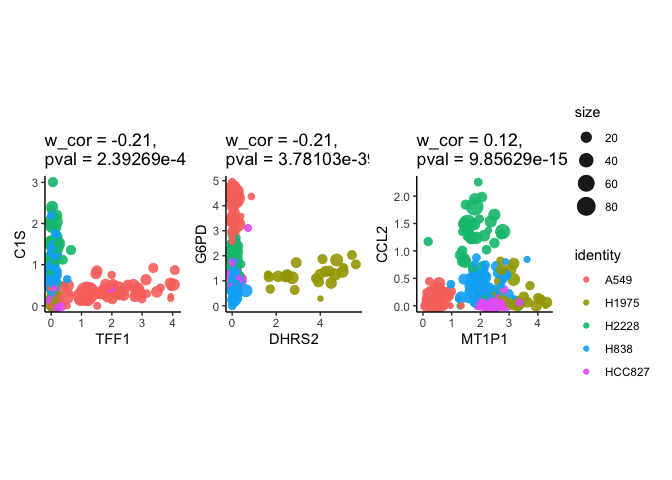 w_cor = -0.21,
pval = 2.39269e-4
C1S
3
2
1
0
0 1 2 3 4
TFF1
w_cor = -0.21,
pval = 3.78103e-39
G6PD
5
4
3
2
1
0
0 2 4
DHRS2
w_cor = 0.12,
pval = 9.85629e-15
CCL2
2.0
1.5
1.0
0.5
0.0
0 1 2 3 4
MT1P1
size
20
40
60
80
identity
A549
H1975
H2228
H838
HCC827